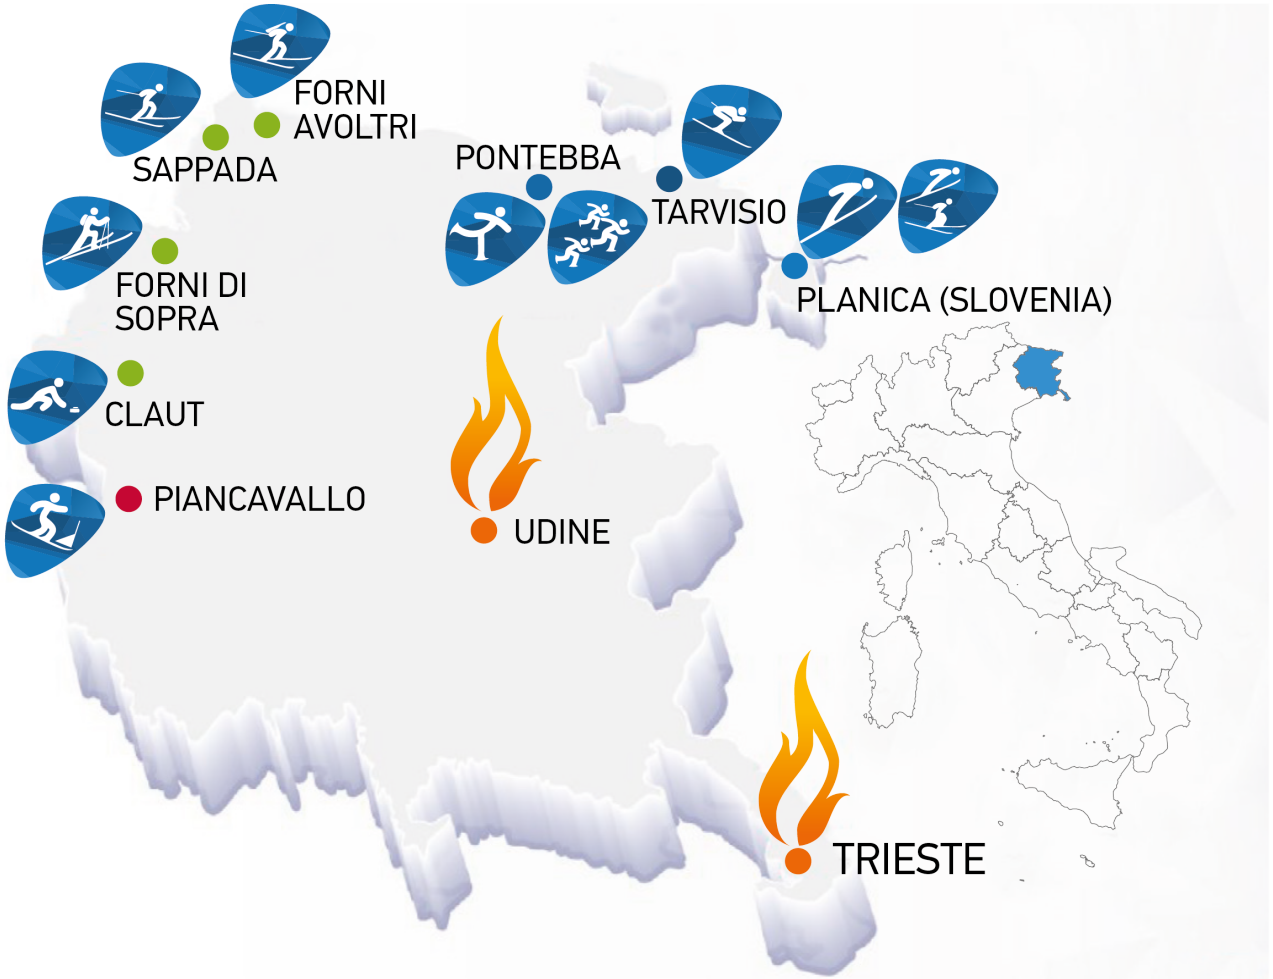 FORNI
AVOLTRI
SAPPADA
PONTEBBA
TARVISIO
FORNI DI
SOPRA
PLANICA (SLOVENIA)
CLAUT
PIANCAVALLO
UDINE
TRIESTE